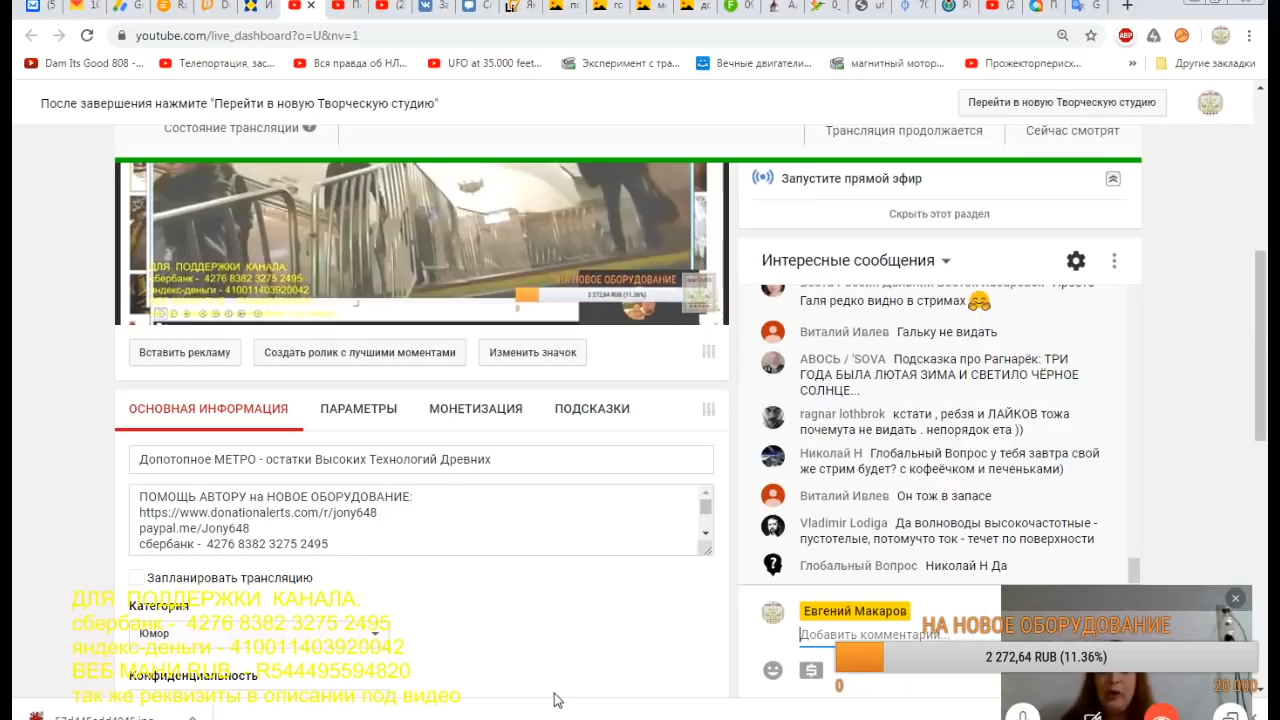 youtube.com/live_dashboard?o=U&nv=1
Dam Its Good 808 -...
Телепортация, зас...
Вся правда об НЛ...
UFO at 35.000 feet...
Эксперимент с тра...
Вечные двигатели...
магнитный мотор...
Прожекторперисх...
»
Другие закладки
После завершения нажмите "Перейти в новую Творческую студию"
Перейти в новую Творческую студию
Состояние трансляции
Трансляция продолжается
Сейчас смотрят
ДЛЯ ПОДДЕРЖКИ КАНАЛА:
сбербанк - 4276 8382 3275 2495
яндекс-деньги - 410011403920042
НА НОВОЕ ОБОРУДОВАНИЕ
2 272,64 RUB (11.36%)
0
Запустите прямой эфир
Скрыть этот раздел
Вставить рекламу
Создать ролик с лучшими моментами
Изменить значок
ОСНОВНАЯ ИНФОРМАЦИЯ
ПАРАМЕТРЫ
МОНЕТИЗАЦИЯ
ПОДСКАЗКИ
Допотопное МЕТРО - остатки Высоких Технологий Древних
ПОМОЩЬ АВТОРУ на НОВОЕ ОБОРУДОВАНИЕ:
https://www.donationalerts.com/r/jony648
paypal.me/Jony648
сбербанк - 4276 8382 3275 2495
Запланировать трансляцию
Категория
Юмор
Конфиденциальность
ДЛЯ ПОДДЕРЖКИ КАНАЛА:
сбербанк - 4276 8382 3275 2495
яндекс-деньги - 410011403920042
ВЕБ МАНИ RUB - R544495594820
так же реквизиты в описании под видео
Интересные сообщения
Галя редко видно в стримах
Виталий Ивлев Гальку не видать
АВОСЬ / 'SOVA Подсказка про Рагнарёк: ТРИ
ГОДА БЫЛА ЛЮТАЯ ЗИМА И СВЕТИЛО ЧЁРНОЕ
СОЛНЦЕ...
ragnar lothbrok кстати , ребзя и ЛАЙКОВ тожа
почемута не видать . непорядок ета ))
Николай Н Глобальный Вопрос у тебя завтра свой
же стрим будет? с кофеёчком и печеньками)
Виталий Ивлев Он тож в запасе
Vladimir Lodiga Да волноводы высокочастотные -
пустотелые, потомучто ток - течет по поверхности
Глобальный Вопрос Николай Н Да
Евгений Макаров
Добавить комментарий...
НА НОВОЕ ОБОРУДОВАНИЕ
2 272,64 RUB (11.36%)
0
20 000